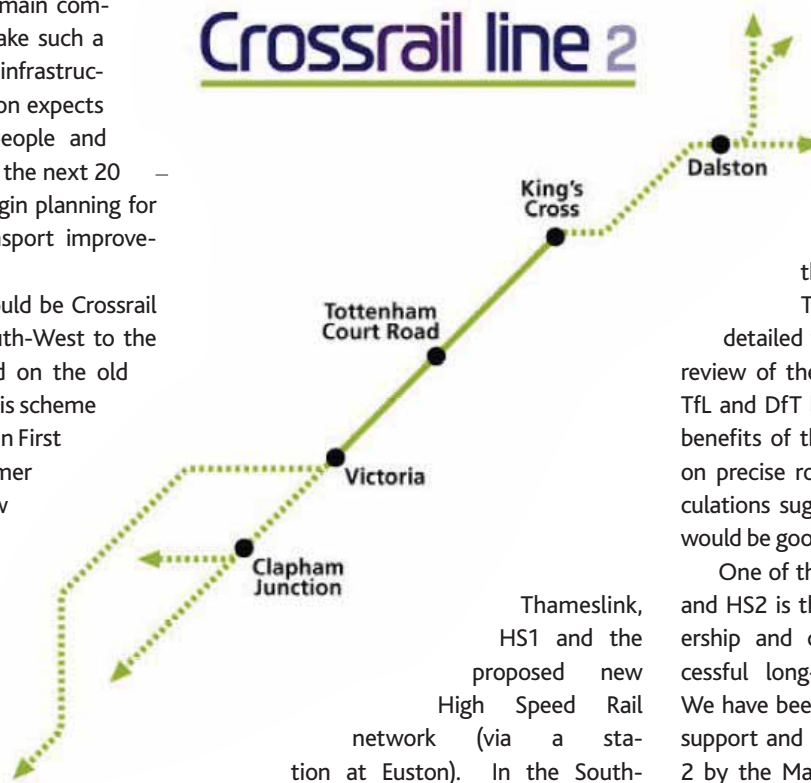 main com-
ake such a
infrastruc-
on expects
eople and
the next 20 –
gin planning for
nsport improve-
ould be Crossrail
uth-West to the
d on the old
is scheme
n First
mer
w
Crossrail line 2
Dalston
King's
Cross
Tottenham
Court Road
Victoria
Clapham
Junction
Thameslink,
HS1 and the
proposed new
High Speed Rail
network (via a sta-
tion at Euston). In the South-
th
T
detailed
review of the
TfL and DfT
benefits of th
on precise ro
culations sug
would be goo
One of th
and HS2 is th
ership and c
cessful long-
We have bee
support and
2 by the Ma